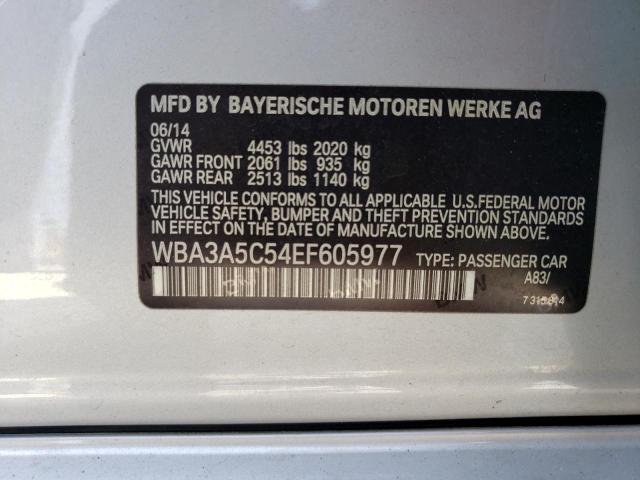 MFD BY BAYERISCHE MOTOREN WERKE AG
06/14
GVWR 4453 lbs 2020 kg
GAWR FRONT 2061 lbs 935 kg
GAWR REAR 2513 lbs 1140 kg
THIS VEHICLE CONFORMS TO ALL APPLICABLE U.S.FEDERAL MOTOR
VEHICLE SAFETY, BUMPER AND THEFT PREVENTION STANDARDS
IN EFFECT ON THE DATE OF MANUFACTURE SHOWN ABOVE.
WBA3A5C54EF605977 TYPE: PASSENGER CAR
A83/